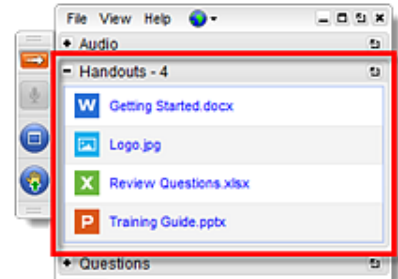 File View Help
Audio
Handouts - 4
W Getting Started.docx
Logo.jpg
X Review Questions.xlsx
P Training Guide.pptx
Questions